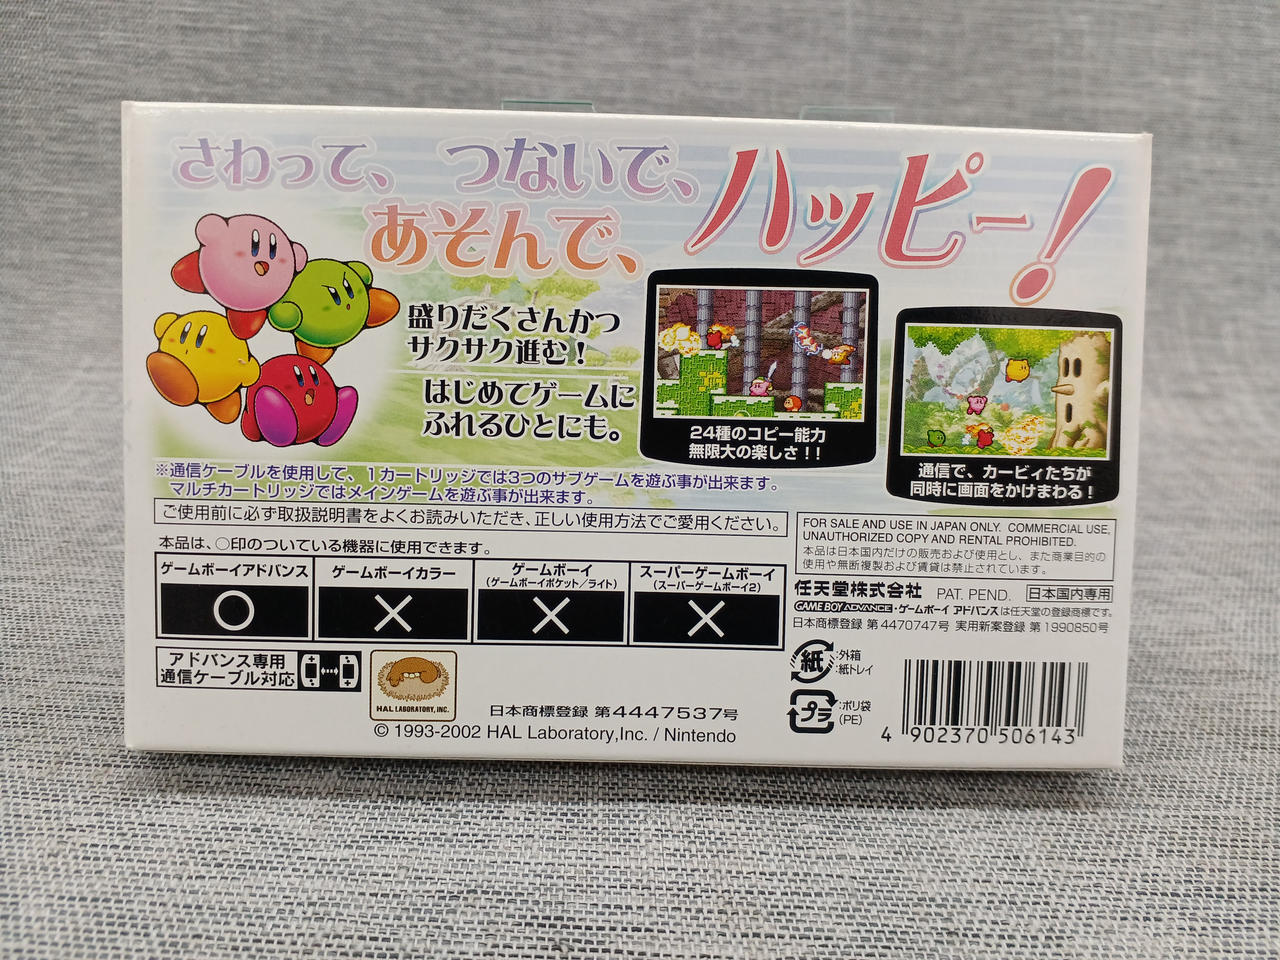 さわって、つないで、
あそんで、
ハッピー!
盛りだくさんかつ
サクサク進む!
はじめてゲームに
ふれるひとにも。
24種のコピー能力
無限大の楽しさ!!
通信で、カービィたちが
同時に画面をかけまわる!
※通信ケーブルを使用して、1カートリッジでは3つのサブゲームを遊ぶ事が出来ます。
マルチカートリッジではメインゲームを遊ぶ事が出来ます。
ご使用前に必ず取扱説明書をよくお読みいただき、正しい使用方法でご愛用ください。
本品は、○印のついている機器に使用できます。
ゲームボーイアドバンス
○
ゲームボーイカラー
×
ゲームボーイ
(ゲームボーイポケット/ライト)
×
スーパーゲームボーイ
(スーパーゲームボーイ2)
×
アドバンス専用
通信ケーブル対応
HAL LABORATORY, INC.
日本商標登録 第4447537号
© 1993-2002 HAL Laboratory,Inc. / Nintendo
FOR SALE AND USE IN JAPAN ONLY. COMMERCIAL USE,
UNAUTHORIZED COPY AND RENTAL PROHIBITED.
本品は日本国内だけの販売および使用とし、また商業目的の
使用や無断複製および賃貸は禁止されています。
任天堂株式会社 PAT. PEND. 日本国内専用
GAME BOY ADVANCE・ゲームボーイ アドバンスは任天堂の登録商標です。
日本商標登録 第4470747号 実用新案登録 第1990850号
紙
:外箱
:紙トレイ
プラ
:ポリ袋
(PE)
4 902370 506143